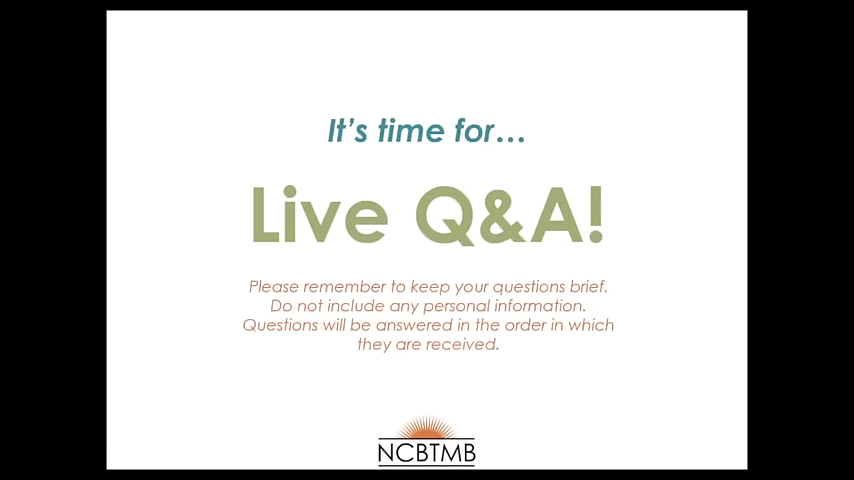 It's time for...
Live Q&A!
Please remember to keep your questions brief.
Do not include any personal information.
Questions will be answered in the order in which
they are received.
NCBTMB